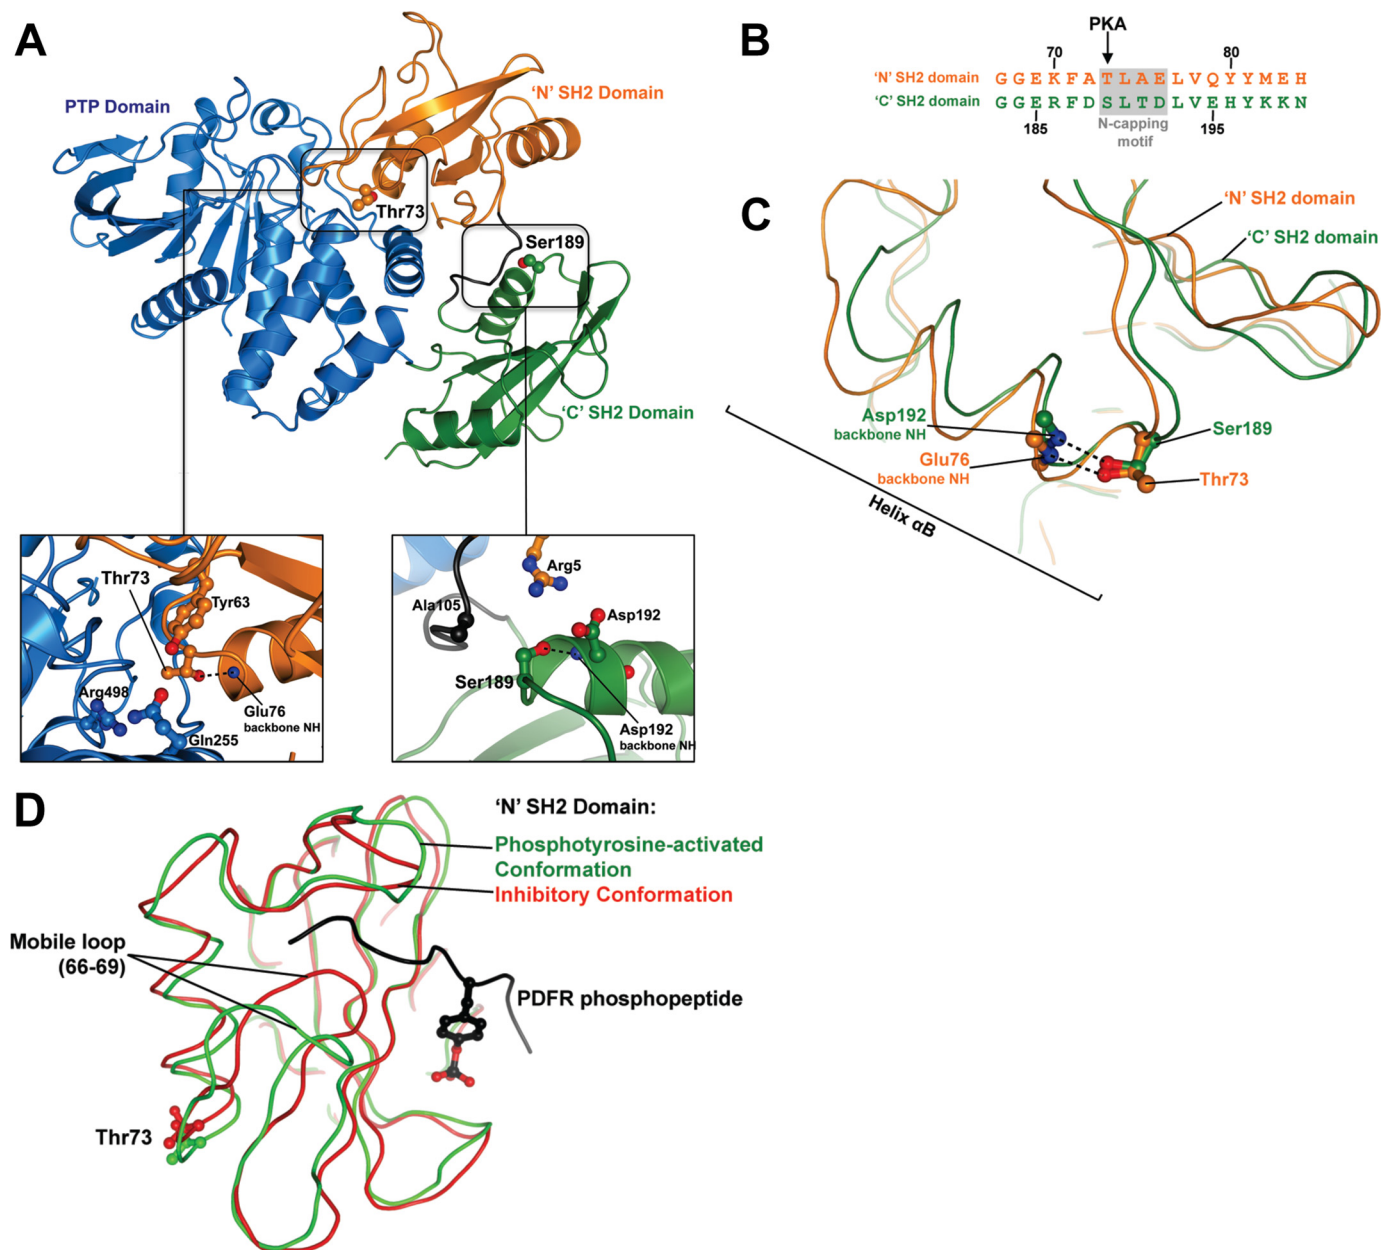 A
PTP Domain
'N' SH2 Domain
Thr73
Ser189
'C' SH2 Domain
Thr73
Tyr63
Arg498
Gln255
Glu76
backbone NH
Arg5
Ala105
Asp192
Ser189
Asp192
backbone NH
B
PKA
70 80
'N' SH2 domain G G E K F A T L A E L V Q Y Y M E H
'C' SH2 domain G G E R F D S L T D L V E H Y K K N
185 195
N-capping
motif
C
'N' SH2 domain
'C' SH2 domain
Asp192
backbone NH
Glu76
backbone NH
Ser189
Thr73
Helix αB
D
'N' SH2 Domain:
Phosphotyrosine-activated
Conformation
Inhibitory Conformation
Mobile loop
(66-69)
PDFR phosphopeptide
Thr73